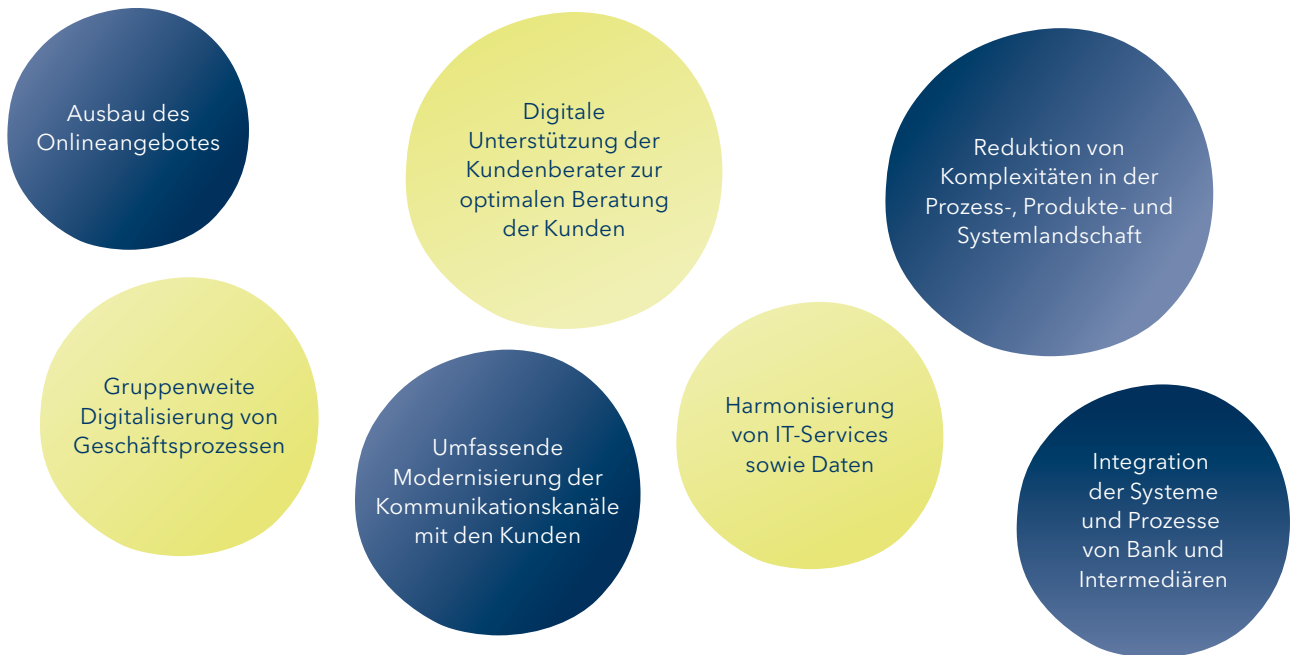 Ausbau des
Onlineangebotes
Digitale
Unterstützung der
Kundenberater zur
optimalen Beratung
der Kunden
Reduktion von
Komplexitäten in der
Prozess-, Produkte- und
Systemlandschaft
Gruppenweite
Digitalisierung von
Geschäftsprozessen
Umfassende
Modernisierung der
Kommunikationskanäle
mit den Kunden
Harmonisierung
von IT-Services
sowie Daten
Integration
der Systeme
und Prozesse
von Bank und
Intermediären